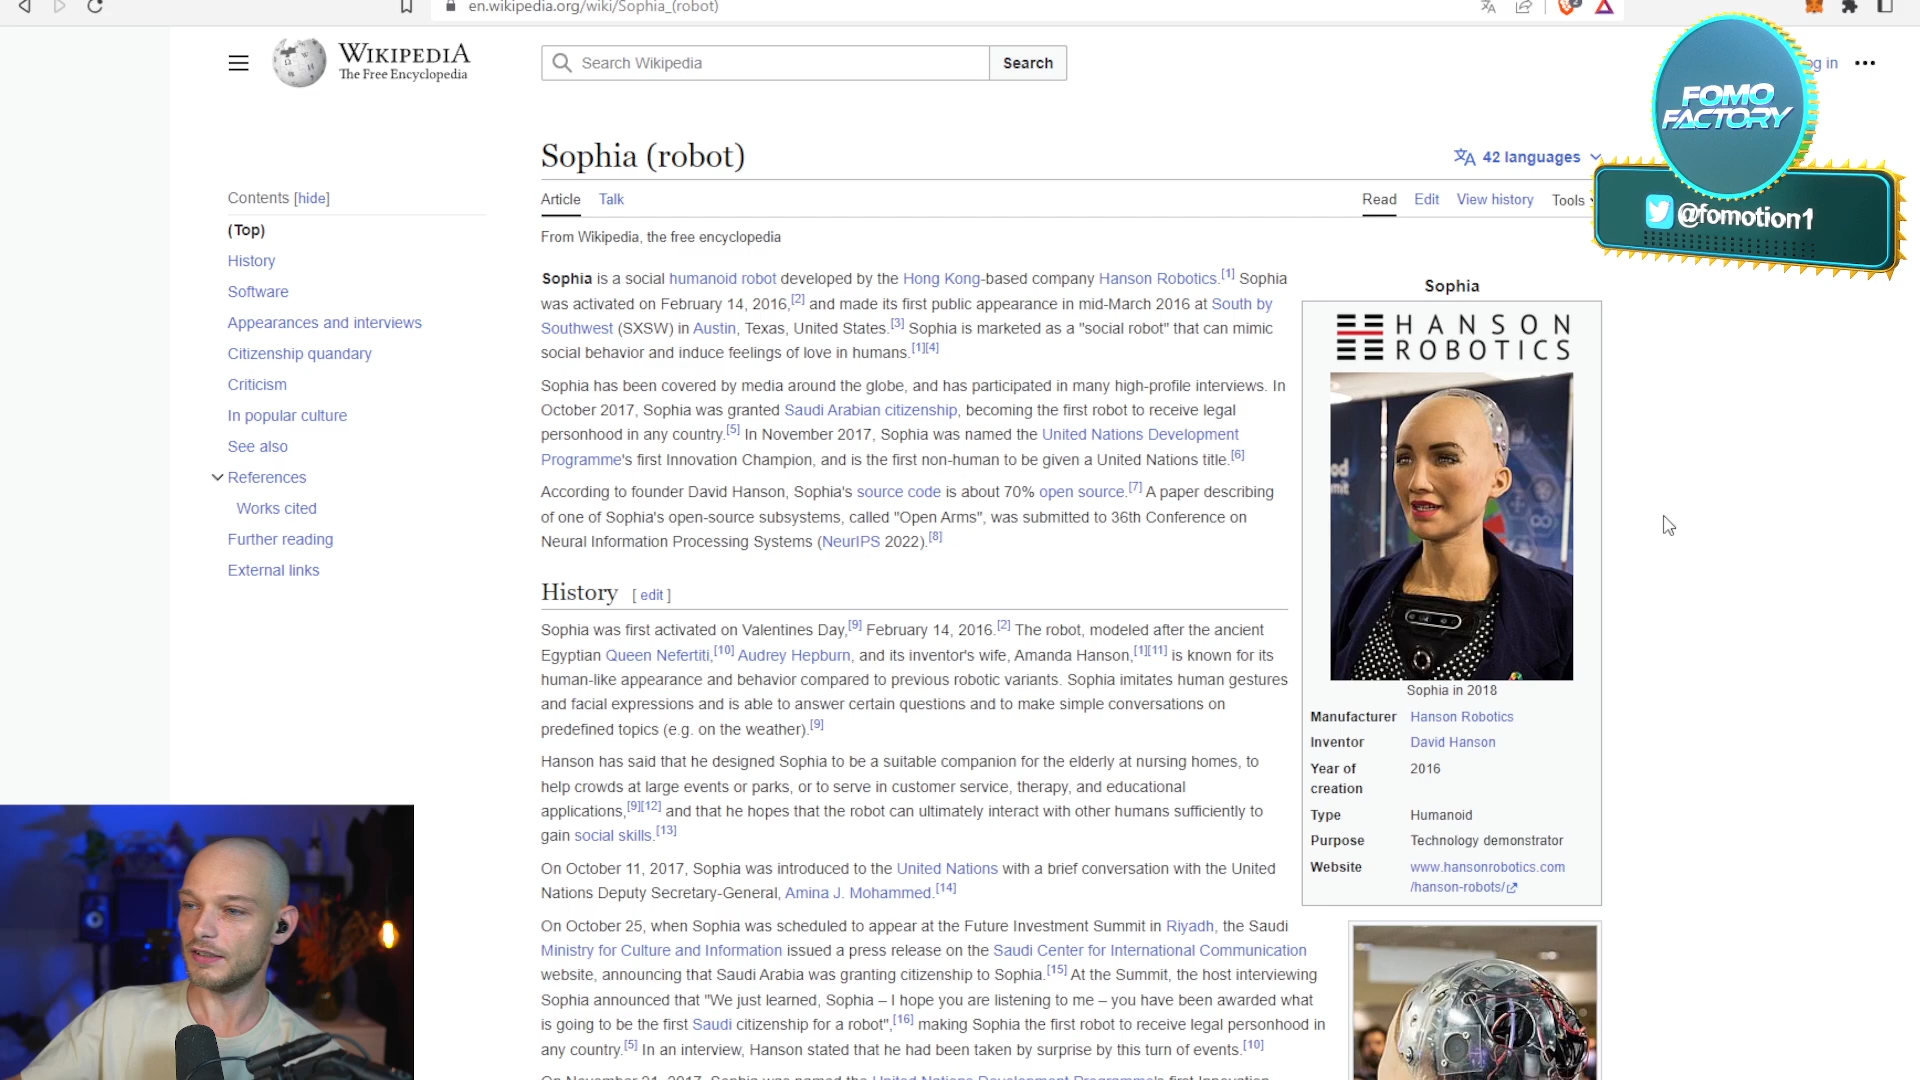 en.wikipedia.org/wiki/Sophia_(robot)
WIKIPEDIA
The Free Encyclopedia
Search Wikipedia
Search
og in
FOMO
FACTORY
@fomotion1
Sophia (robot)
42 languages
Article Talk
Read Edit View history Tools
From Wikipedia, the free encyclopedia
Contents [hide]
(Top)
History
Software
Appearances and interviews
Citizenship quandary
Criticism
In popular culture
See also
References
Works cited
Further reading
External links
Sophia is a social humanoid robot developed by the Hong Kong-based company Hanson Robotics.[1] Sophia
was activated on February 14, 2016,[2] and made its first public appearance in mid-March 2016 at South by
Southwest (SXSW) in Austin, Texas, United States.[3] Sophia is marketed as a "social robot" that can mimic
social behavior and induce feelings of love in humans.[1][4]
Sophia has been covered by media around the globe, and has participated in many high-profile interviews. In
October 2017, Sophia was granted Saudi Arabian citizenship, becoming the first robot to receive legal
personhood in any country.[5] In November 2017, Sophia was named the United Nations Development
Programme's first Innovation Champion, and is the first non-human to be given a United Nations title.[6]
According to founder David Hanson, Sophia's source code is about 70% open source.[7] A paper describing
of one of Sophia's open-source subsystems, called "Open Arms", was submitted to 36th Conference on
Neural Information Processing Systems (NeurIPS 2022).[8]
History [ edit ]
Sophia was first activated on Valentines Day,[9] February 14, 2016.[2] The robot, modeled after the ancient
Egyptian Queen Nefertiti,[10] Audrey Hepburn, and its inventor's wife, Amanda Hanson,[1][11] is known for its
human-like appearance and behavior compared to previous robotic variants. Sophia imitates human gestures
and facial expressions and is able to answer certain questions and to make simple conversations on
predefined topics (e.g. on the weather).[9]
Hanson has said that he designed Sophia to be a suitable companion for the elderly at nursing homes, to
help crowds at large events or parks, or to serve in customer service, therapy, and educational
applications,[9][12] and that he hopes that the robot can ultimately interact with other humans sufficiently to
gain social skills.[13]
On October 11, 2017, Sophia was introduced to the United Nations with a brief conversation with the United
Nations Deputy Secretary-General, Amina J. Mohammed.[14]
On October 25, when Sophia was scheduled to appear at the Future Investment Summit in Riyadh, the Saudi
Ministry for Culture and Information issued a press release on the Saudi Center for International Communication
website, announcing that Saudi Arabia was granting citizenship to Sophia.[15] At the Summit, the host interviewing
Sophia announced that "We just learned, Sophia – I hope you are listening to me – you have been awarded what
is going to be the first Saudi citizenship for a robot",[16] making Sophia the first robot to receive legal personhood in
any country.[5] In an interview, Hanson stated that he had been taken by surprise by this turn of events.[10]
On November 21, 2017, Sophia was named the United Nations Development Programme's first Innovation
Sophia
HANSON
ROBOTICS
Sophia in 2018
Manufacturer Hanson Robotics
Inventor David Hanson
Year of
creation 2016
Type Humanoid
Purpose Technology demonstrator
Website www.hansonrobotics.com
/hanson-robots/